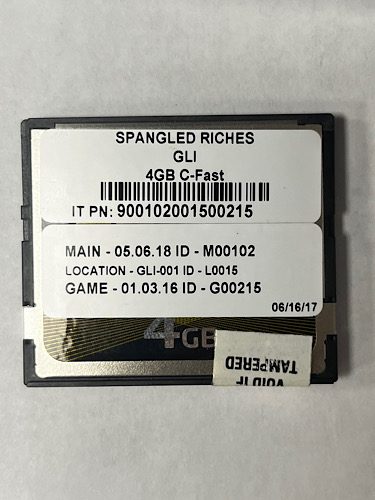 SPANGLED RICHES
GLI
4GB C-Fast
IT PN: 900102001500215
MAIN - 05.06.18 ID - M00102
LOCATION - GLI-001 ID - L0015
GAME - 01.03.16 ID - G00215
06/16/17
4GB
VOID IF
TAMPERED